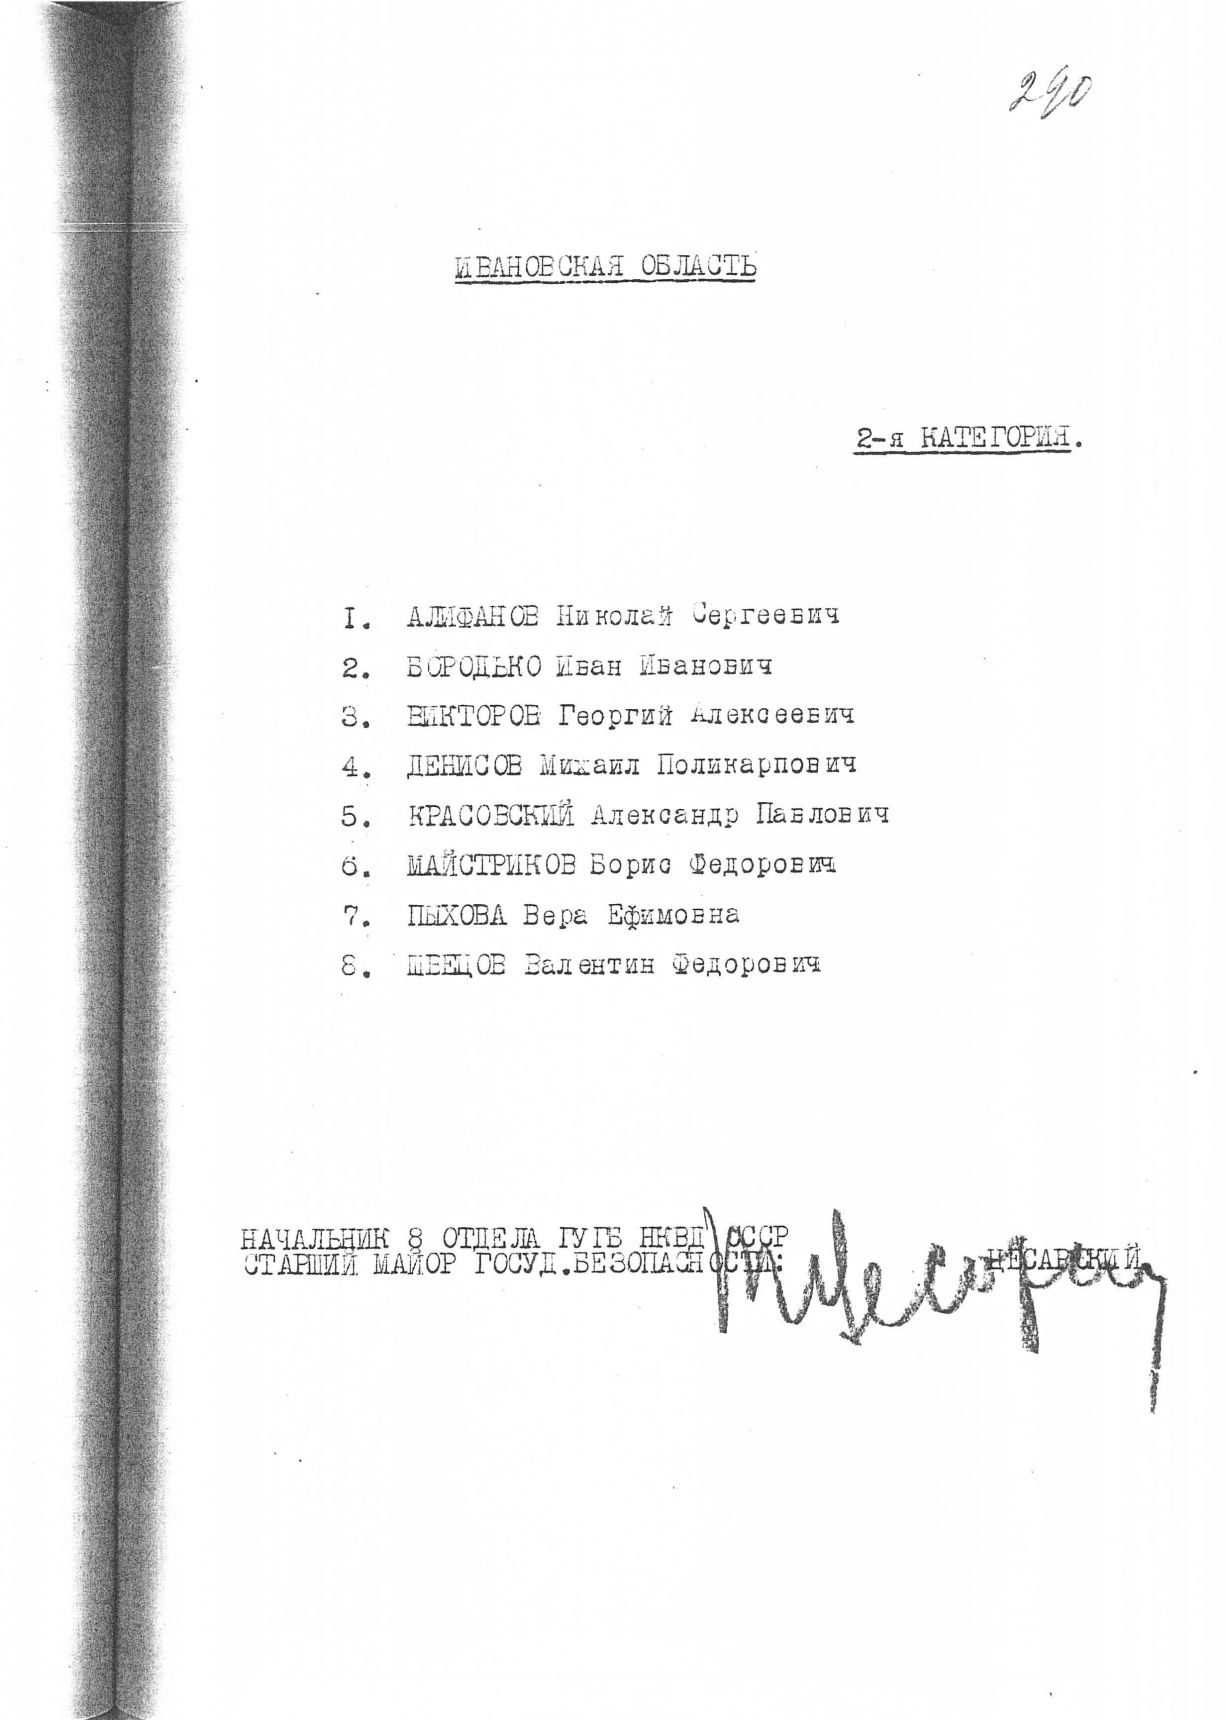 290
ИВАНОВСКАЯ ОБЛАСТЬ
2-я КАТЕГОРИЯ.
I. АЛИФАНОВ Николай Сергеевич
2. БОРОДЬКО Иван Иванович
3. ВИКТОРОВ Георгий Алексеевич
4. ДЕНИСОВ Михаил Поликарпович
5. КРАСОВСКИЙ Александр Павлович
6. МАЙСТРИКОВ Борис Федорович
7. ПЫХОВА Вера Ефимовна
8. ШВЕЦОВ Валентин Федорович
НАЧАЛЬНИК 8 ОТДЕЛА ГУГБ НКВД СССР
СТАРШИЙ МАЙОР ГОСУД.БЕЗОПАСНОСТИ: ЦЕСАРСКИЙ